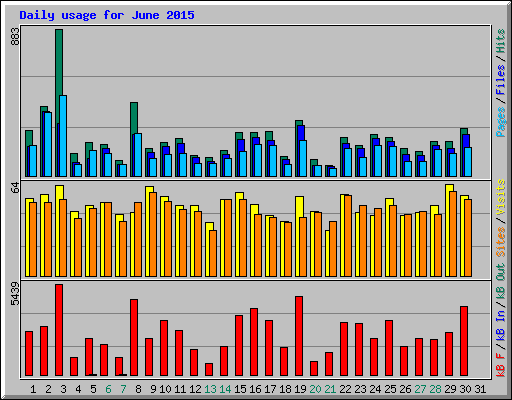 Daily usage for June 2015
883
64
5439
Pages / Files / Hits
Sites / Visits
kB F / kB In / kB Out
1 2 3 4 5 6 7 8 9 10 11 12 13 14 15 16 17 18 19 20 21 22 23 24 25 26 27 28 29 30 31